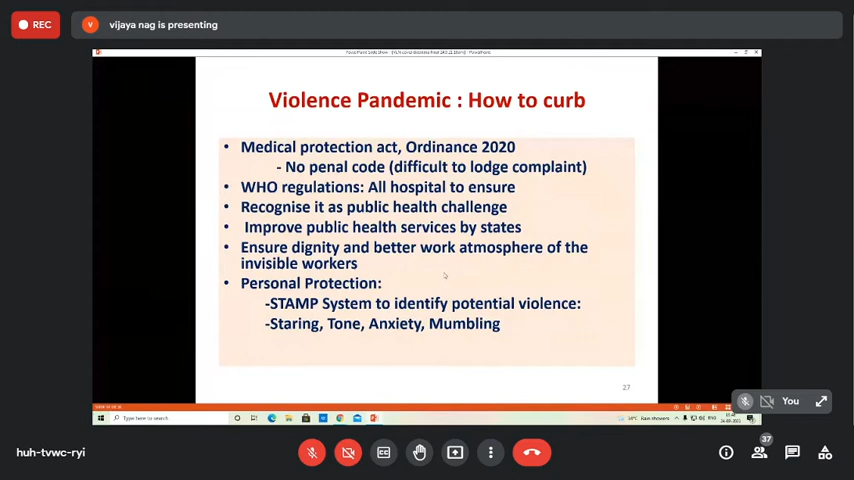 REC
V
vijaya nag is presenting
Violence Pandemic : How to curb
• Medical protection act, Ordinance 2020
- No penal code (difficult to lodge complaint)
• WHO regulations: All hospital to ensure
• Recognise it as public health challenge
• Improve public health services by states
• Ensure dignity and better work atmosphere of the
invisible workers
• Personal Protection:
-STAMP System to identify potential violence:
-Staring, Tone, Anxiety, Mumbling
27
You
Type here to search
37
huh-tvwc-ryi